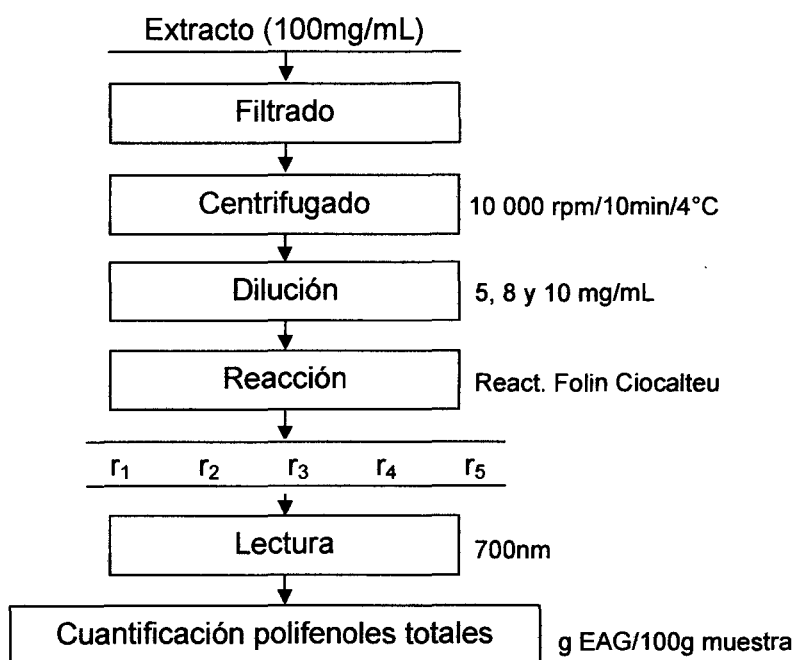 Extracto (100mg/mL)
Filtrado
Centrifugado 10 000 rpm/10min/4°C
Dilución 5, 8 y 10 mg/mL
Reacción React. Folin Ciocalteu
r₁ r₂ r₃ r₄ r₅
Lectura 700nm
Cuantificación polifenoles totales g EAG/100g muestra